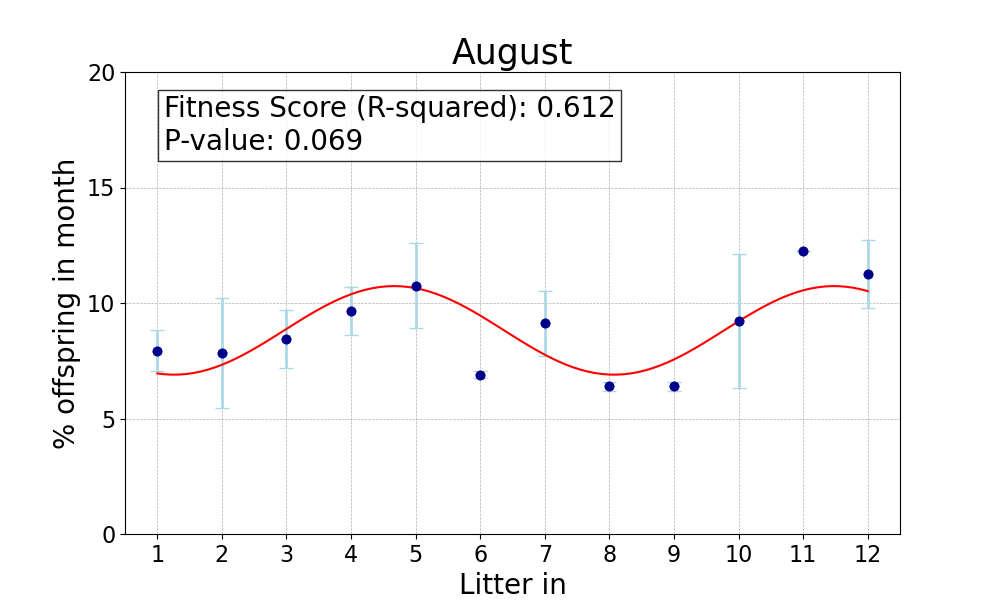 August
Fitness Score (R-squared): 0.612
P-value: 0.069
% offspring in month
20
15
10
5
0
1 2 3 4 5 6 7 8 9 10 11 12
Litter in